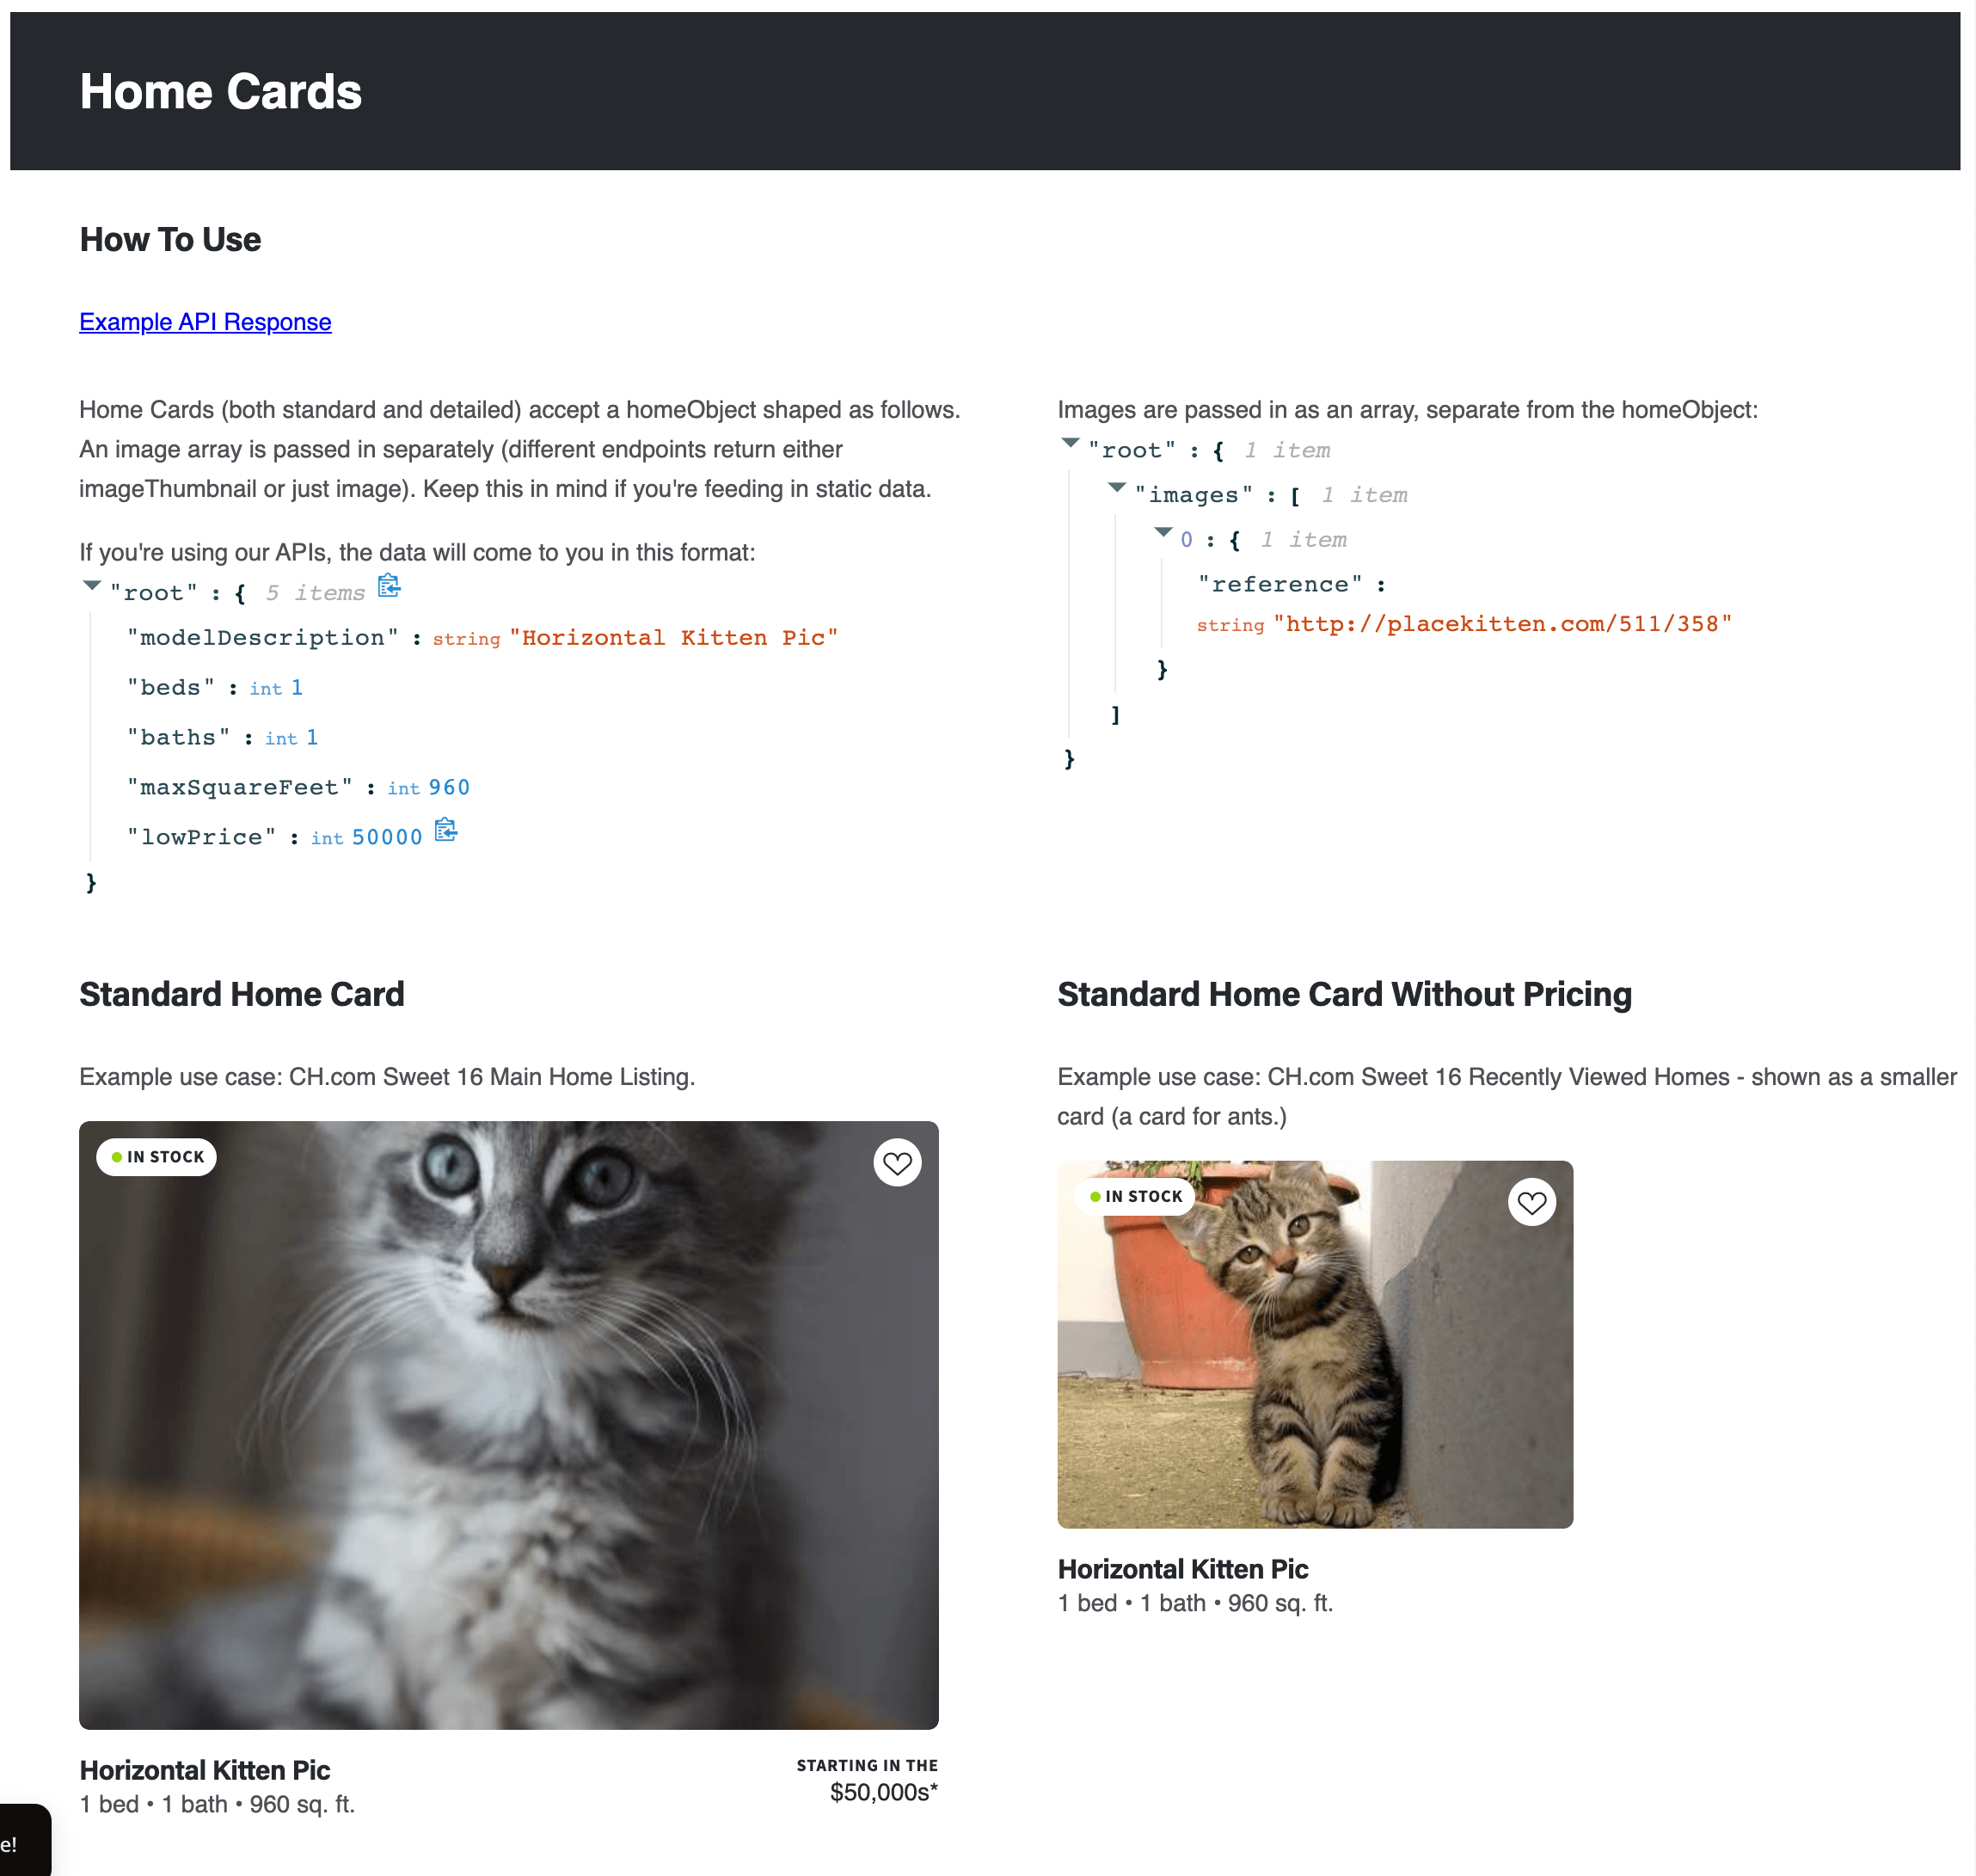 Home Cards
How To Use
Example API Response
Home Cards (both standard and detailed) accept a homeObject shaped as follows.
An image array is passed in separately (different endpoints return either
imageThumbnail or just image). Keep this in mind if you're feeding in static data.
If you're using our APIs, the data will come to you in this format:
"root" : { 5 items
"modelDescription" : string "Horizontal Kitten Pic"
"beds" : int 1
"baths" : int 1
"maxSquareFeet" : int 960
"lowPrice" : int 50000
}
Images are passed in as an array, separate from the homeObject:
"root" : { 1 item
"images" : [ 1 item
0 : { 1 item
"reference" :
string "http://placekitten.com/511/358"
}
]
}
Standard Home Card
Example use case: CH.com Sweet 16 Main Home Listing.
IN STOCK
Horizontal Kitten Pic
1 bed • 1 bath • 960 sq. ft.
STARTING IN THE
$50,000s*
Standard Home Card Without Pricing
Example use case: CH.com Sweet 16 Recently Viewed Homes - shown as a smaller
card (a card for ants.)
IN STOCK
Horizontal Kitten Pic
1 bed • 1 bath • 960 sq. ft.
e!